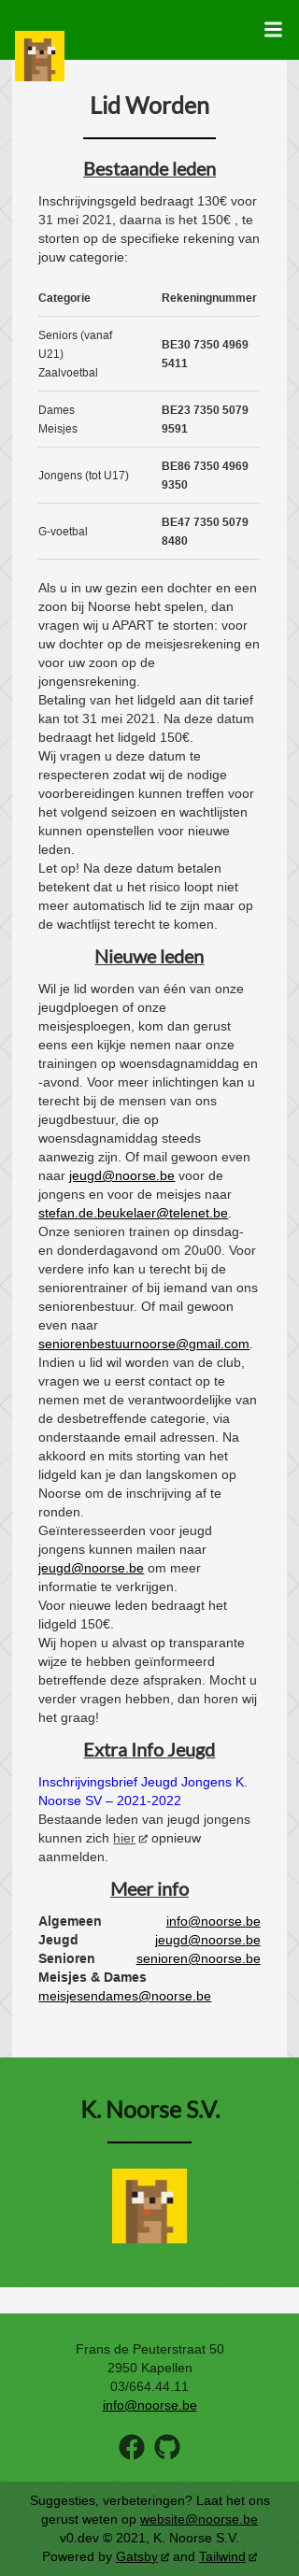 Lid Worden
Bestaande leden
Inschrijvingsgeld bedraagt 130€ voor
31 mei 2021, daarna is het 150€ , te
storten op de specifieke rekening van
jouw categorie:
Categorie Rekeningnummer
Seniors (vanaf
U21)
Zaalvoetbal
BE30 7350 4969
5411
Dames
Meisjes
BE23 7350 5079
9591
Jongens (tot U17)
BE86 7350 4969
9350
G-voetbal
BE47 7350 5079
8480
Als u in uw gezin een dochter en een
zoon bij Noorse hebt spelen, dan
vragen wij u APART te storten: voor
uw dochter op de meisjesrekening en
voor uw zoon op de
jongensrekening.
Betaling van het lidgeld aan dit tarief
kan tot 31 mei 2021. Na deze datum
bedraagt het lidgeld 150€.
Wij vragen u deze datum te
respecteren zodat wij de nodige
voorbereidingen kunnen treffen voor
het volgend seizoen en wachtlijsten
kunnen openstellen voor nieuwe
leden.
Let op! Na deze datum betalen
betekent dat u het risico loopt niet
meer automatisch lid te zijn maar op
de wachtlijst terecht te komen.
Nieuwe leden
Wil je lid worden van één van onze
jeugdploegen of onze
meisjesploegen, kom dan gerust
eens een kijkje nemen naar onze
trainingen op woensdagnamiddag en
-avond. Voor meer inlichtingen kan u
terecht bij de mensen van ons
jeugdbestuur, die op
woensdagnamiddag steeds
aanwezig zijn. Of mail gewoon even
naar jeugd@noorse.be voor de
jongens en voor de meisjes naar
stefan.de.beukelaer@telenet.be.
Onze senioren trainen op dinsdag-
en donderdagavond om 20u00. Voor
verdere info kan u terecht bij de
seniorentrainer of bij iemand van ons
seniorenbestuur. Of mail gewoon
even naar
seniorenbestuurnoorse@gmail.com.
Indien u lid wil worden van de club,
vragen we u eerst contact op te
nemen met de verantwoordelijke van
de desbetreffende categorie, via
onderstaande email adressen. Na
akkoord en mits storting van het
lidgeld kan je dan langskomen op
Noorse om de inschrijving af te
ronden.
Geïnteresseerden voor jeugd
jongens kunnen mailen naar
jeugd@noorse.be om meer
informatie te verkrijgen.
Voor nieuwe leden bedraagt het
lidgeld 150€.
Wij hopen u alvast op transparante
wijze te hebben geïnformeerd
betreffende deze afspraken. Mocht u
verder vragen hebben, dan horen wij
het graag!
Extra Info Jeugd
Inschrijvingsbrief Jeugd Jongens K.
Noorse SV – 2021-2022
Bestaande leden van jeugd jongens
kunnen zich hier opnieuw
aanmelden.
Meer info
Algemeen info@noorse.be
Jeugd jeugd@noorse.be
Senioren senioren@noorse.be
Meisjes & Dames
meisjesendames@noorse.be
K. Noorse S.V.
Frans de Peuterstraat 50
2950 Kapellen
03/664.44.11
info@noorse.be
Suggesties, verbeteringen? Laat het ons
gerust weten op website@noorse.be
v0.dev © 2021, K. Noorse S.V.
Powered by Gatsby and Tailwind